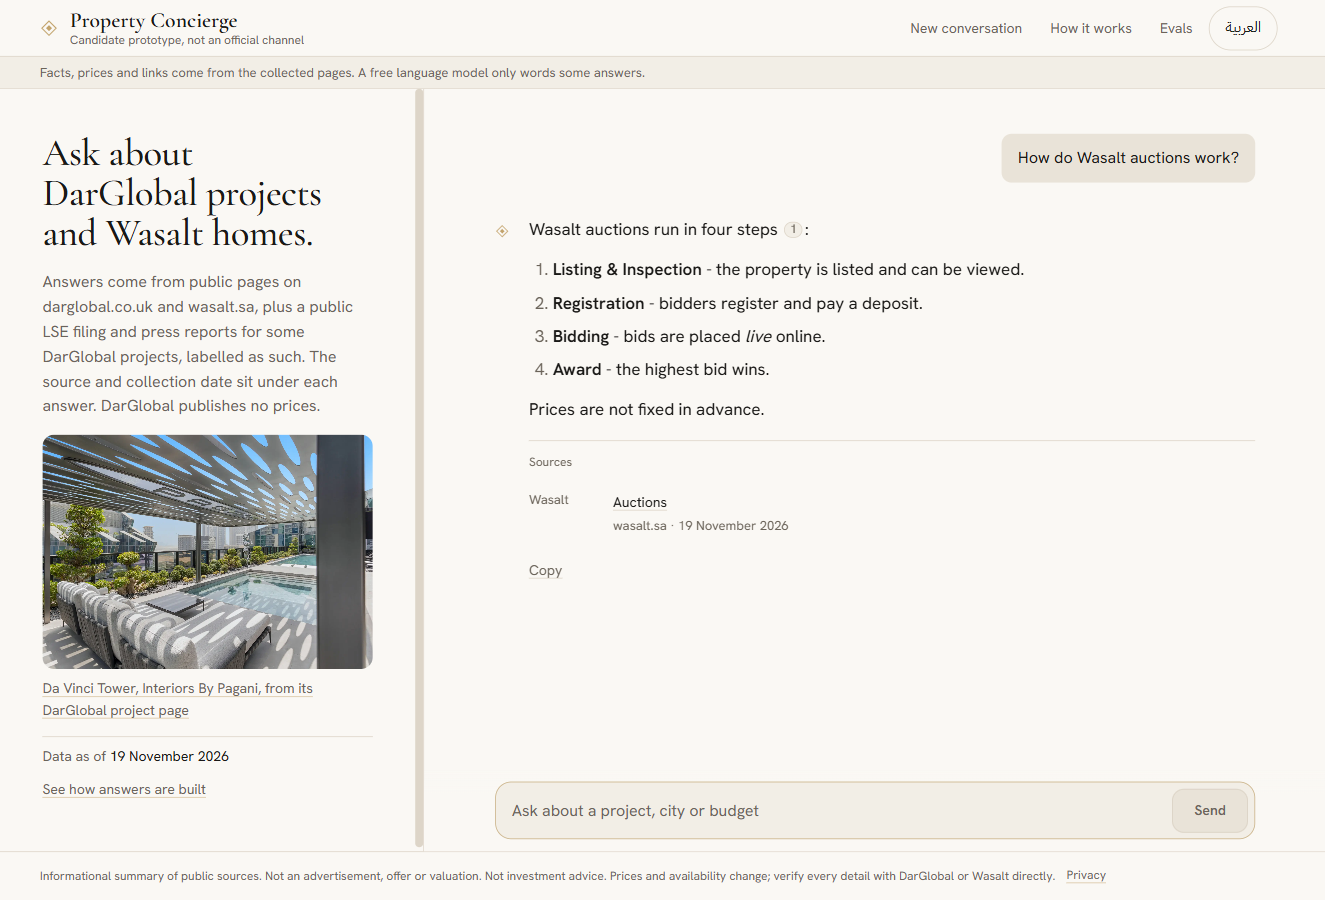 Property Concierge
Candidate prototype, not an official channel
New conversation
How it works
Evals
العربية
Facts, prices and links come from the collected pages. A free language model only words some answers.
Ask about
DarGlobal projects
and Wasalt homes.
Answers come from public pages on
darglobal.co.uk and wasalt.sa, plus a public
LSE filing and press reports for some
DarGlobal projects, labelled as such. The
source and collection date sit under each
answer. DarGlobal publishes no prices.
Da Vinci Tower, Interiors By Pagani, from its
DarGlobal project page
Data as of 19 November 2026
See how answers are built
How do Wasalt auctions work?
Wasalt auctions run in four steps 1 :
1. Listing & Inspection - the property is listed and can be viewed.
2. Registration - bidders register and pay a deposit.
3. Bidding - bids are placed live online.
4. Award - the highest bid wins.
Prices are not fixed in advance.
Sources
Wasalt
Auctions
wasalt.sa · 19 November 2026
Copy
Ask about a project, city or budget
Send
Informational summary of public sources. Not an advertisement, offer or valuation. Not investment advice. Prices and availability change; verify every detail with DarGlobal or Wasalt directly.
Privacy